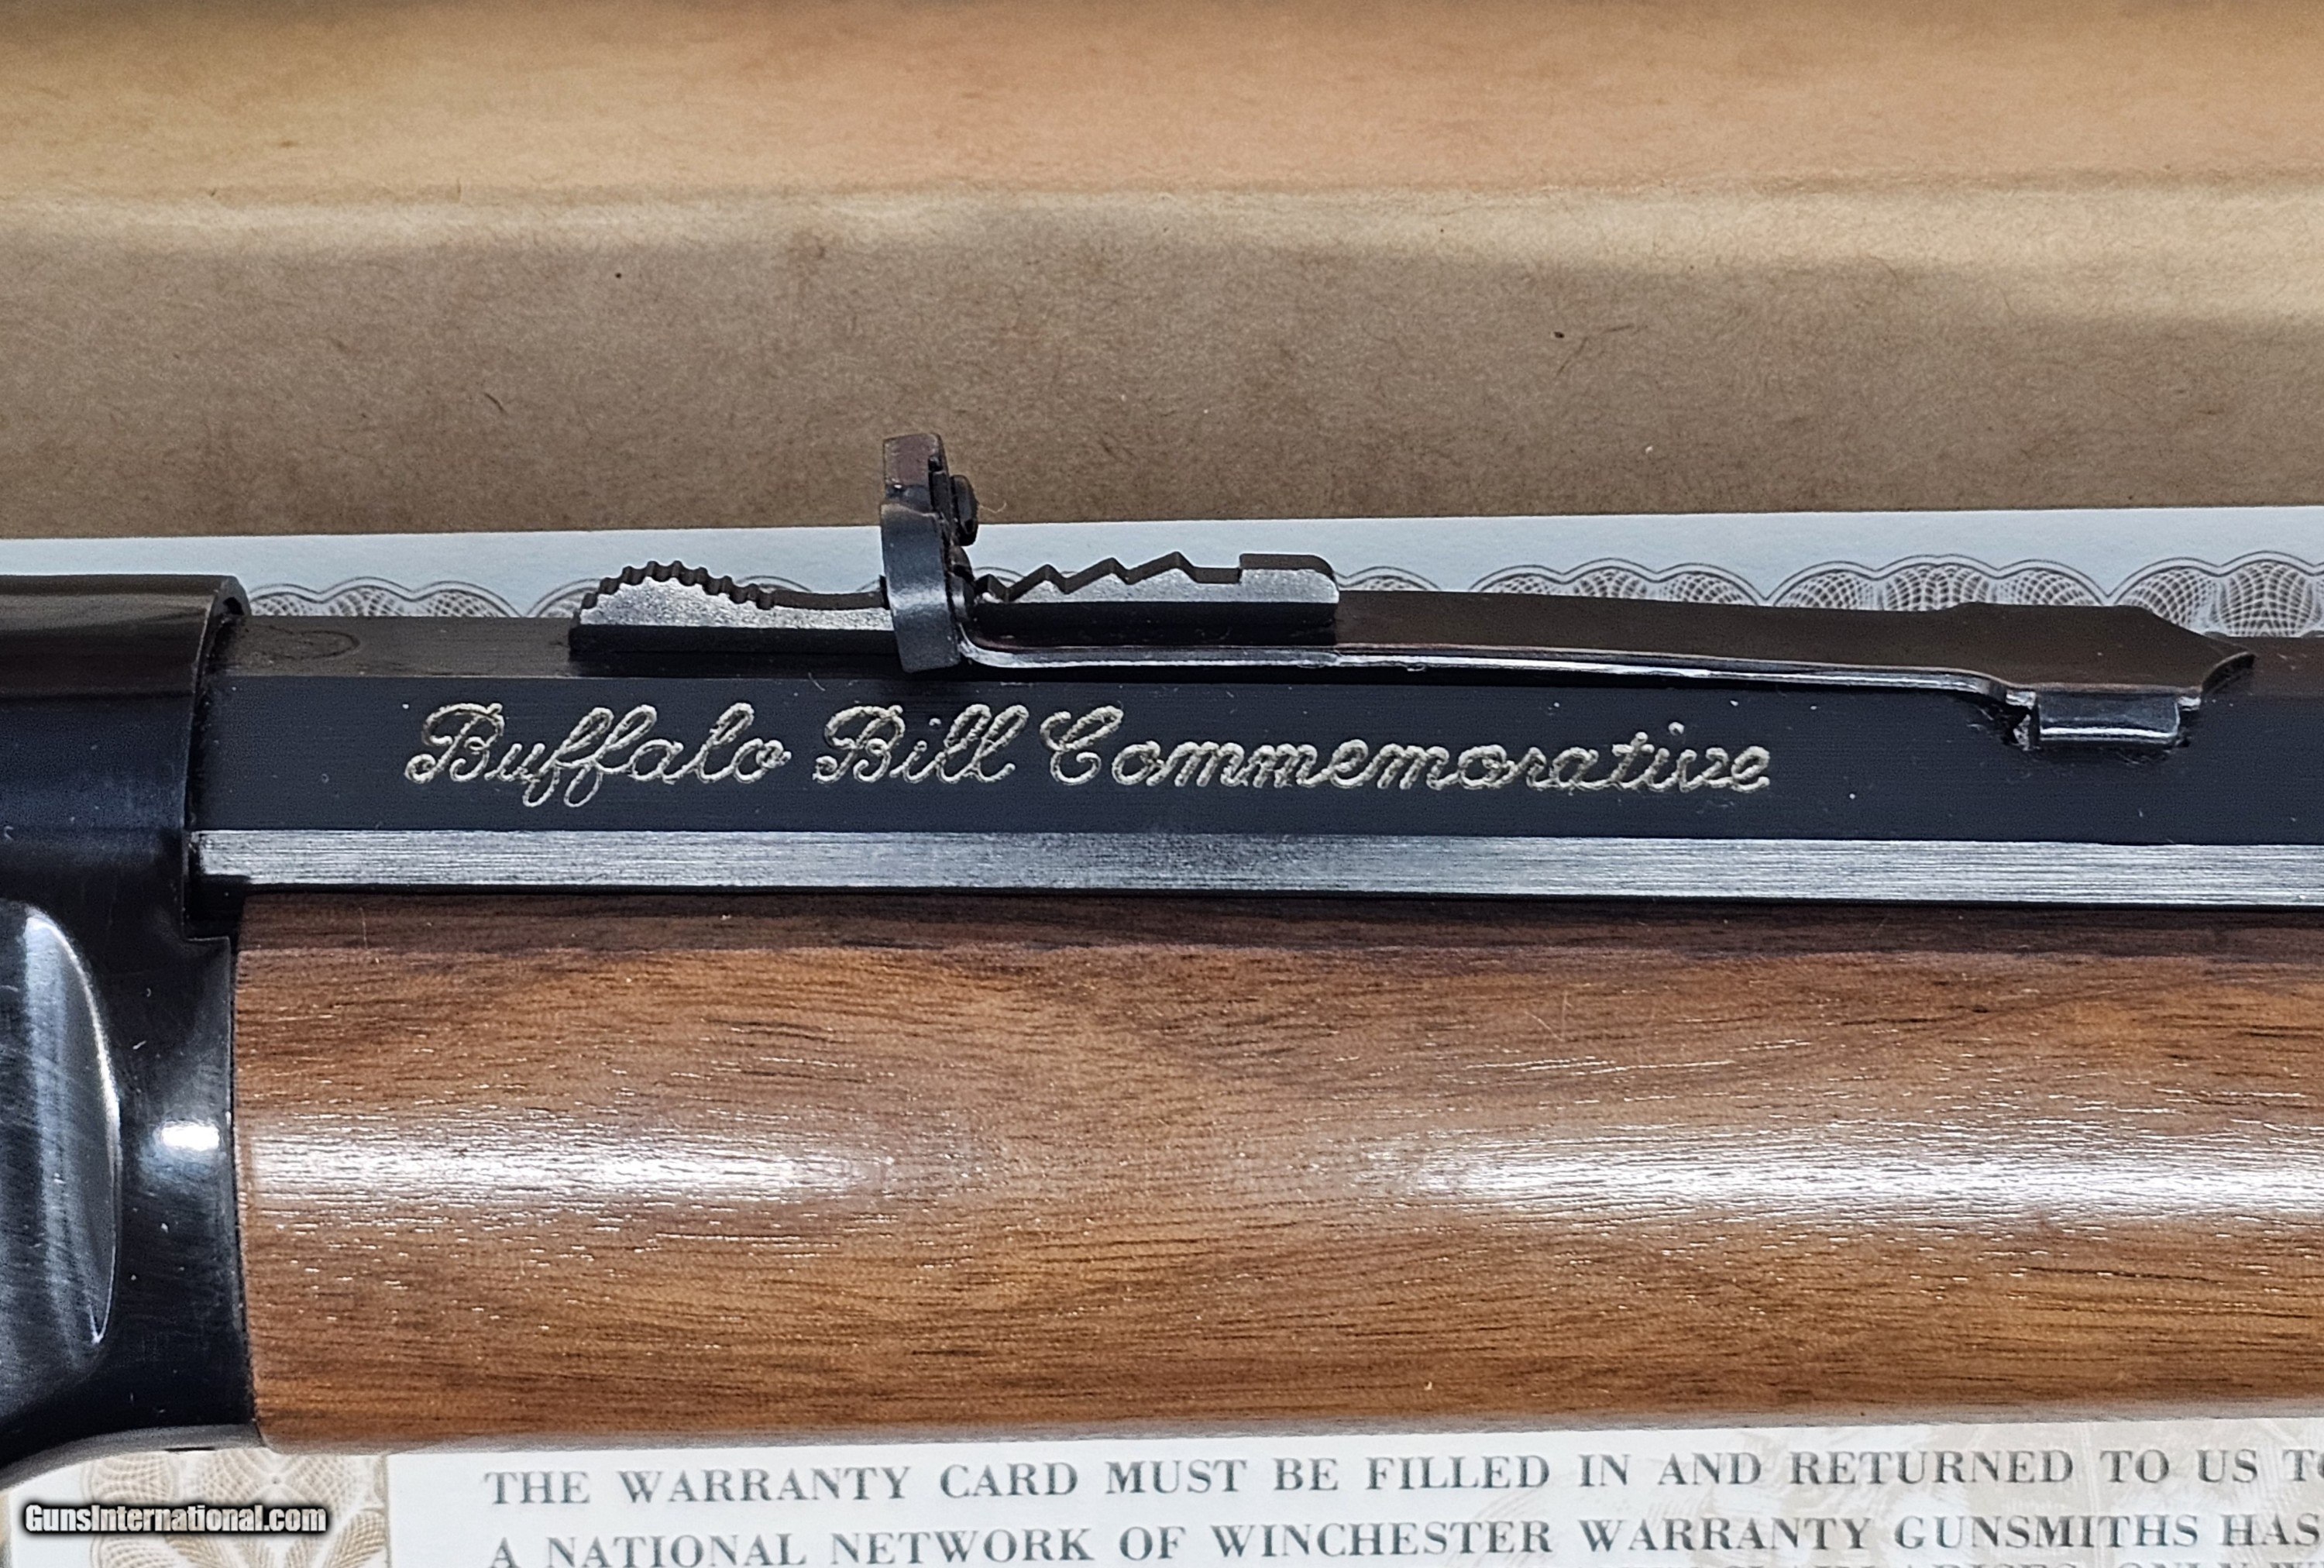 Buffalo Bill Commemorative
THE WARRANTY CARD MUST BE FILLED IN AND RETURNED TO US
A NATIONAL NETWORK OF WINCHESTER WARRANTY GUNSMITHS HAS
GunsInternational.com